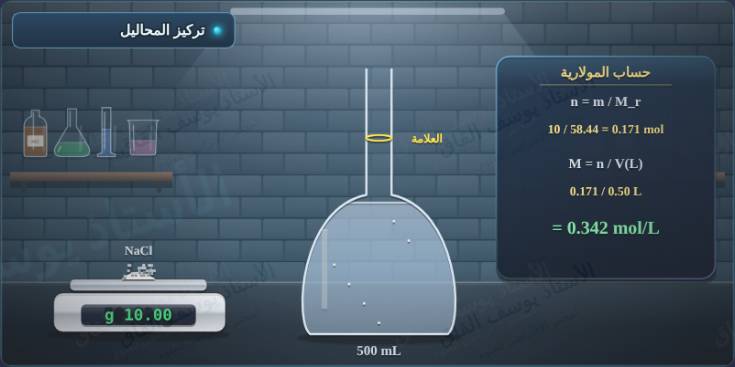 تركيز المحاليل
حساب المولارية
n = m / M_r
10 / 58.44 = 0.171 mol
M = n / V(L)
0.171 / 0.50 L
= 0.342 mol/L
العلامة
NaCl
g 10.00
500 mL